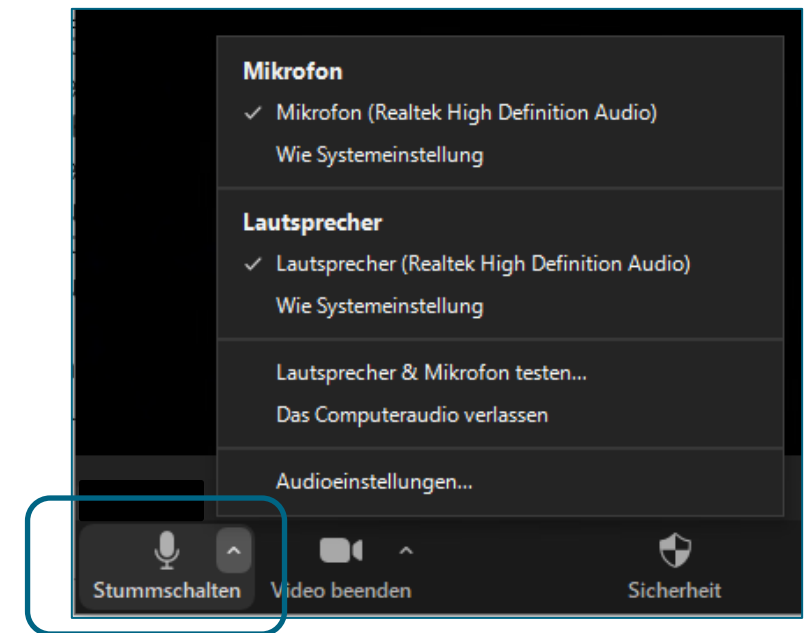 Mikrofon
Mikrofon (Realtek High Definition Audio)
Wie Systemeinstellung
Lautsprecher
Lautsprecher (Realtek High Definition Audio)
Wie Systemeinstellung
Lautsprecher & Mikrofon testen...
Das Computeraudio verlassen
Audioeinstellungen...
Stummschalten Video beenden Sicherheit